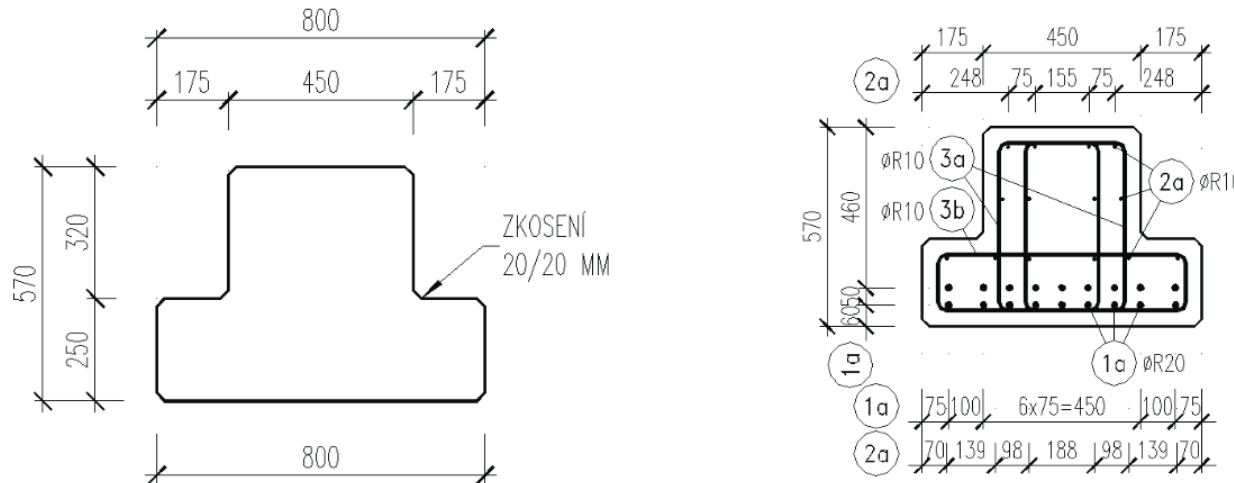 800
175 450 175
570
320
250
ZKOSENÍ
20/20 MM
800
175 450 175
2a 248 75 155 75 248
570
460
50
60
1a
øR10 3a
øR10 3b
2a øR10
1a øR20
1a 75 100 6x75=450 100 75
2a 70 139 98 188 98 139 70